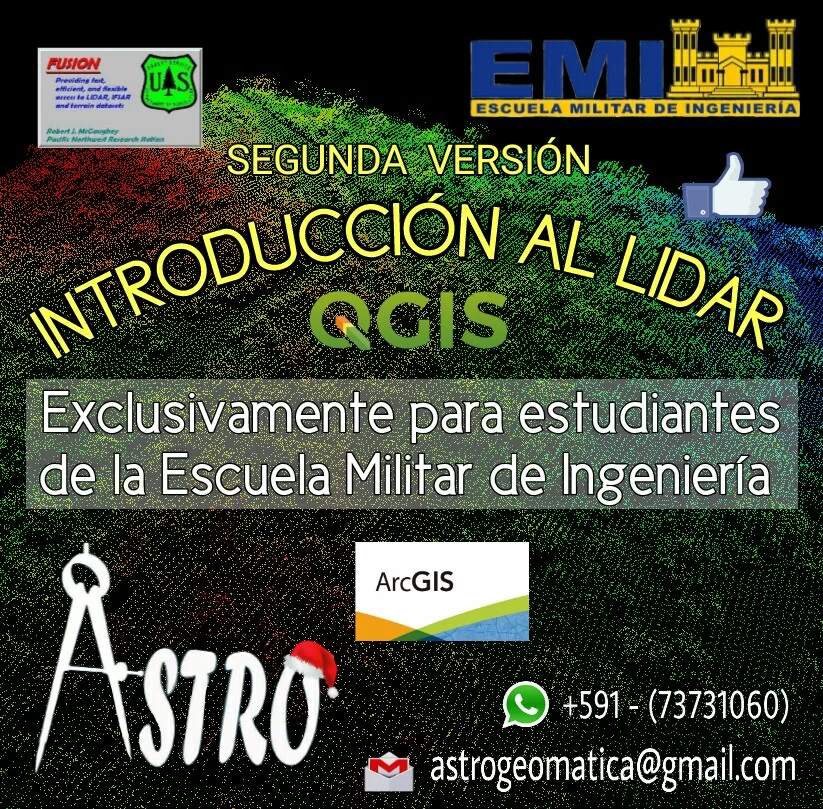 FUSION
Providing fast,
efficient, and flexible
access to LIDAR, IFSAR
and terrain datasets
Robert J. McGaughey
Pacific Northwest Research Station
FOREST SERVICE
U S
EMI
ESCUELA MILITAR DE INGENIERÍA
SEGUNDA VERSIÓN
INTRODUCCIÓN AL LIDAR
QGIS
Exclusivamente para estudiantes
de la Escuela Militar de Ingeniería
ArcGIS
ASTRO
+591 - (73731060)
astrogeomatica@gmail.com